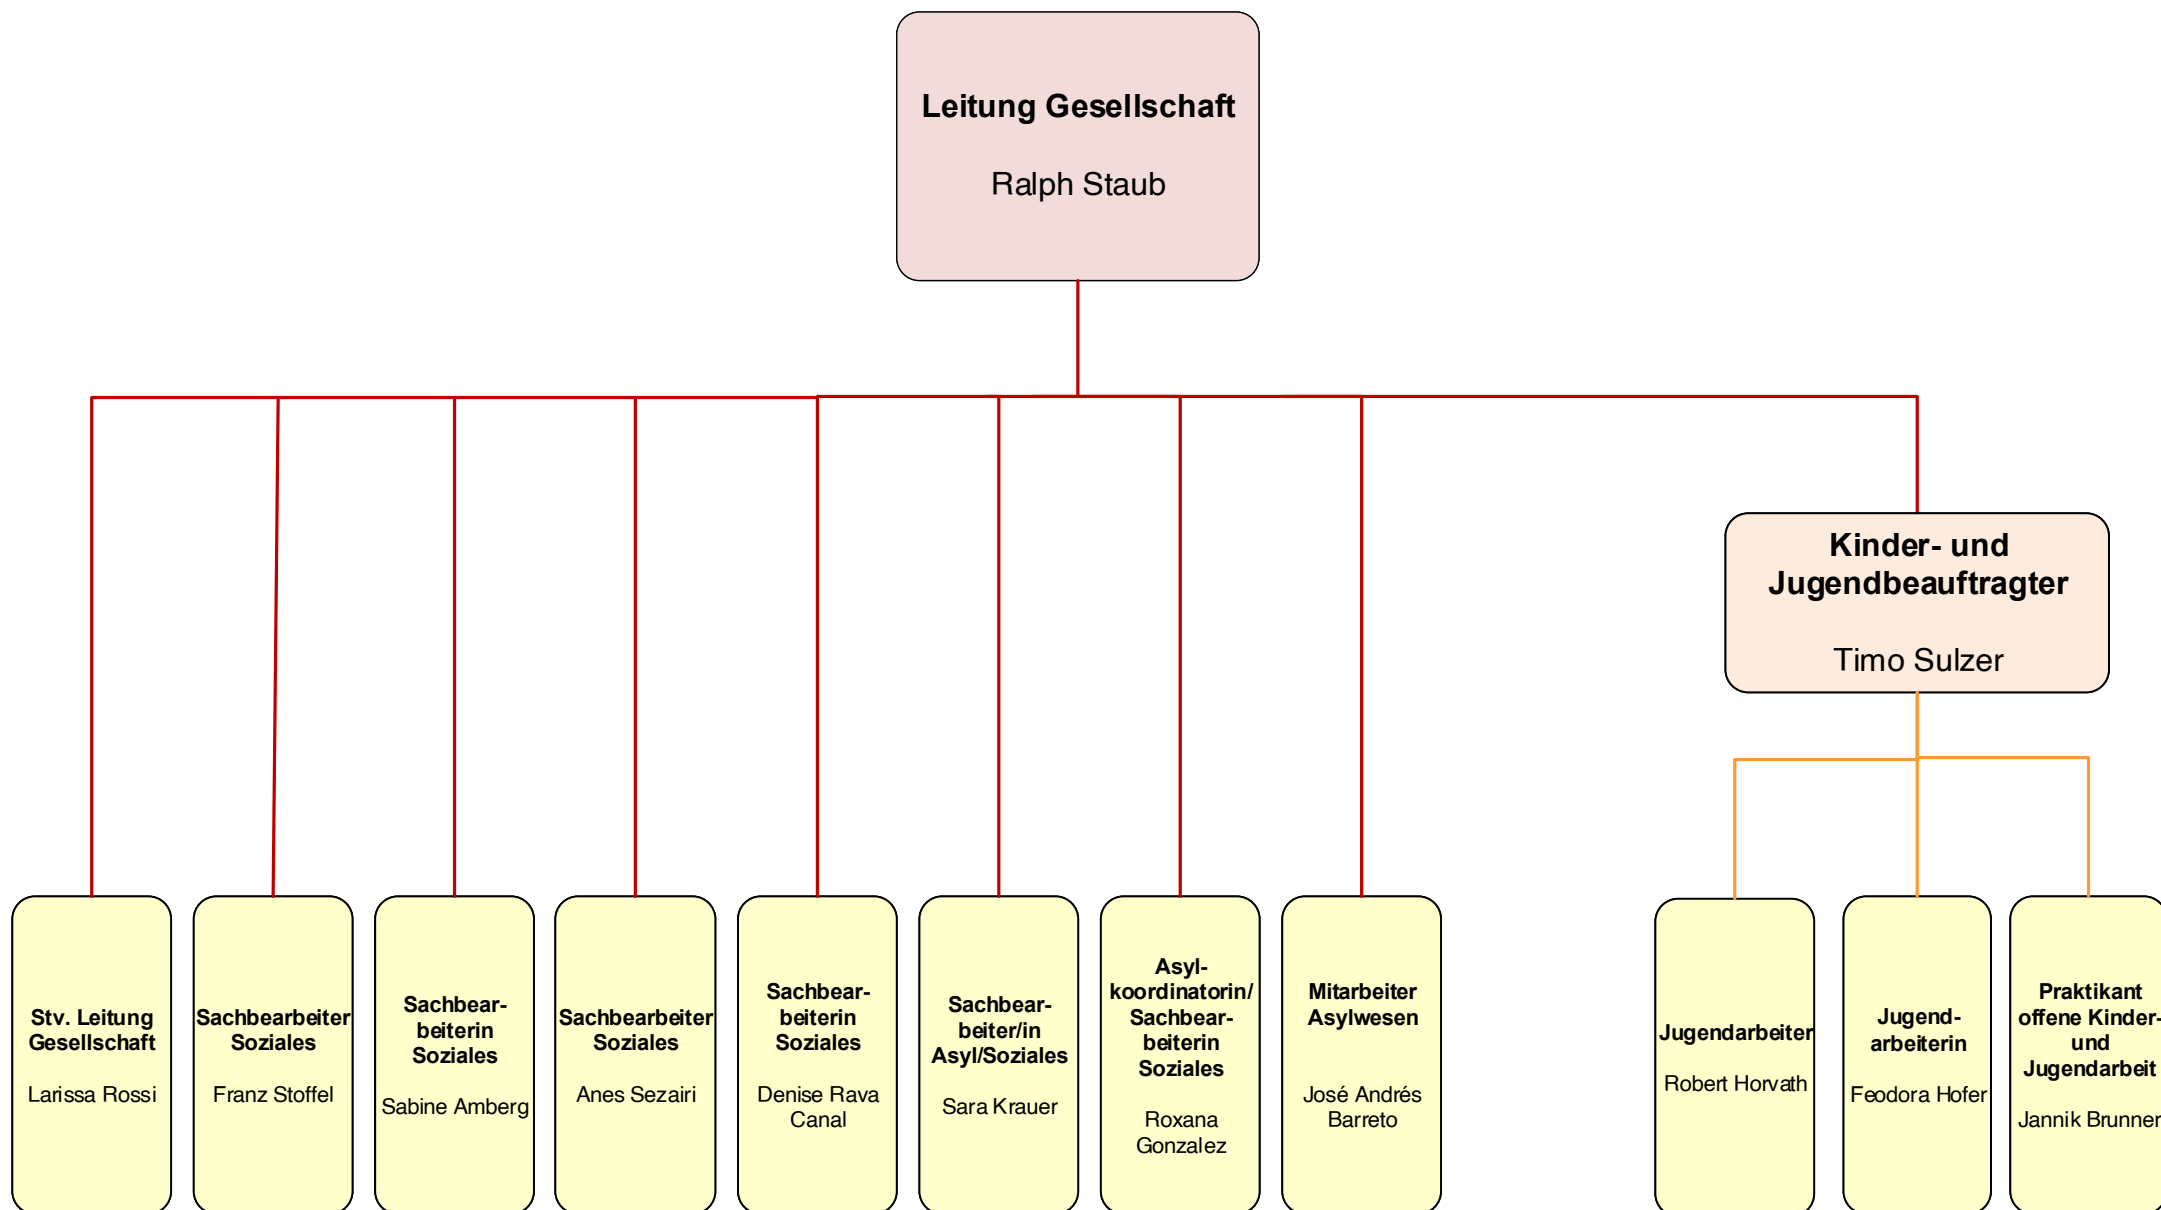 Leitung Gesellschaft
Ralph Staub
Kinder- und
Jugendbeauftragter
Timo Sulzer
Stv. Leitung
Gesellschaft
Larissa Rossi
Sachbearbeiter
Soziales
Franz Stoffel
Sachbear-
beiterin
Soziales
Sabine Amberg
Sachbearbeiter
Soziales
Anes Sezairi
Sachbear-
beiterin
Soziales
Denise Rava
Canal
Sachbear-
beiter/in
Asyl/Soziales
Sara Krauer
Asyl-
koordinatorin/
Sachbear-
beiterin
Soziales
Roxana
Gonzalez
Mitarbeiter
Asylwesen
José Andrés
Barreto
Jugendarbeiter
Robert Horvath
Jugend-
arbeiterin
Feodora Hofer
Praktikant
offene Kinder-
und
Jugendarbeit
Jannik Brunner